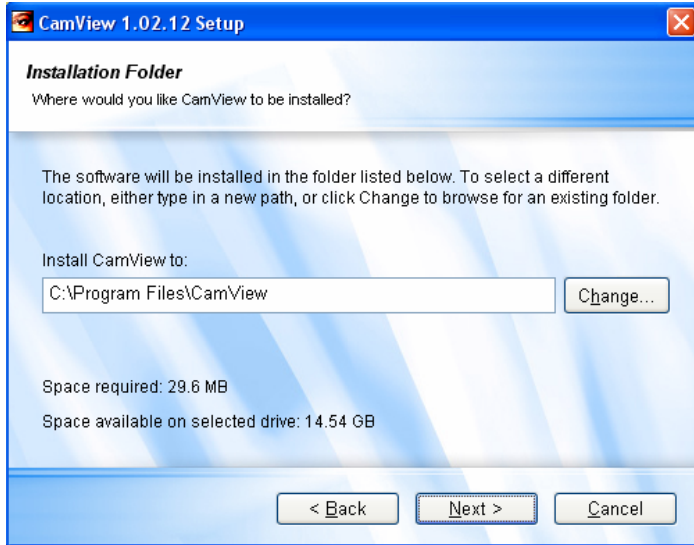 CamView 1.02.12 Setup
Installation Folder
Where would you like CamView to be installed?
The software will be installed in the folder listed below. To select a different
location, either type in a new path, or click Change to browse for an existing folder.
Install CamView to:
C:\Program Files\CamView
Change...
Space required: 29.6 MB
Space available on selected drive: 14.54 GB
< Back
Next >
Cancel